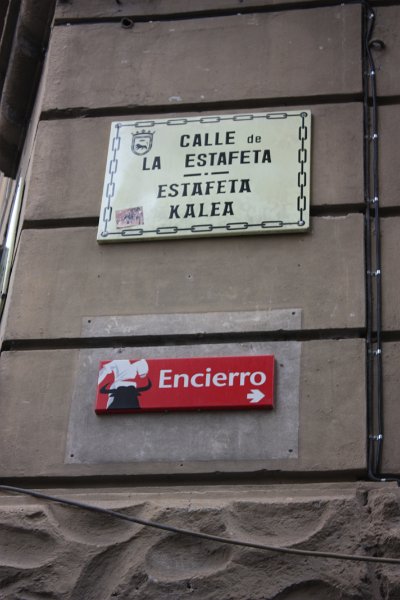 CALLE de
LA ESTAFETA
ESTAFETA
KALEA
Encierro